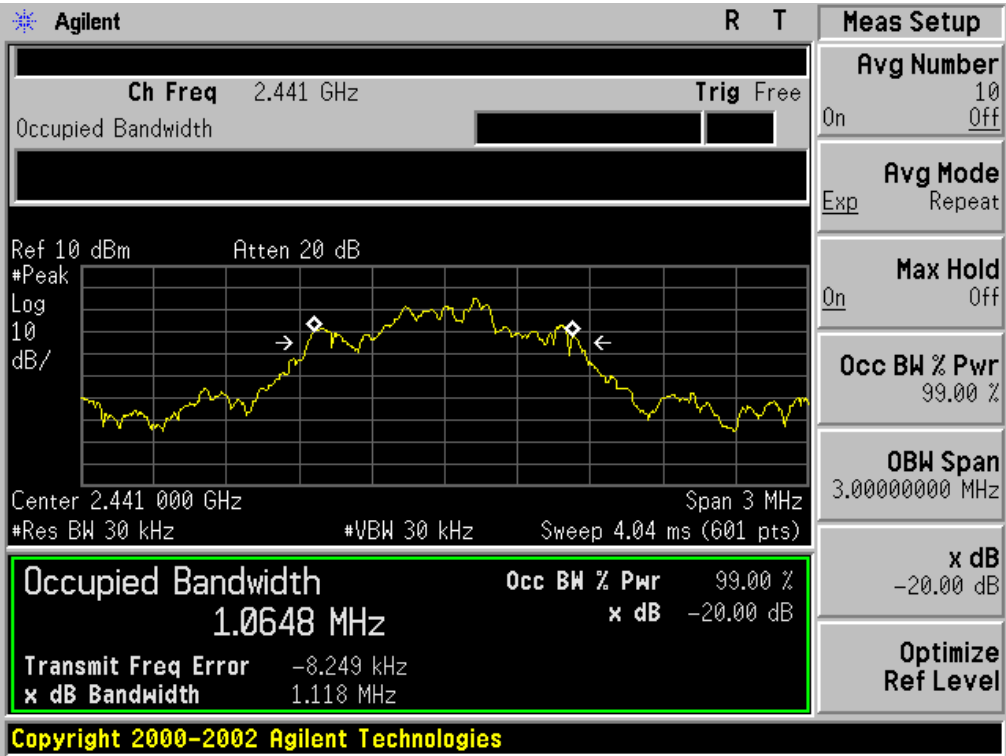 Agilent
R T
Meas Setup
Ch Freq 2.441 GHz
Trig Free
Occupied Bandwidth
Avg Number
10
On Off
Avg Mode
Exp Repeat
Ref 10 dBm Atten 20 dB
#Peak
Log
10
dB/
Max Hold
On Off
Occ BW % Pwr
99.00 %
OBW Span
3.00000000 MHz
Center 2.441 000 GHz Span 3 MHz
#Res BW 30 kHz #VBW 30 kHz Sweep 4.04 ms (601 pts)
x dB
-20.00 dB
Occupied Bandwidth
1.0648 MHz
Occ BW % Pwr 99.00 %
x dB -20.00 dB
Transmit Freq Error -8.249 kHz
x dB Bandwidth 1.118 MHz
Optimize
Ref Level
Copyright 2000-2002 Agilent Technologies